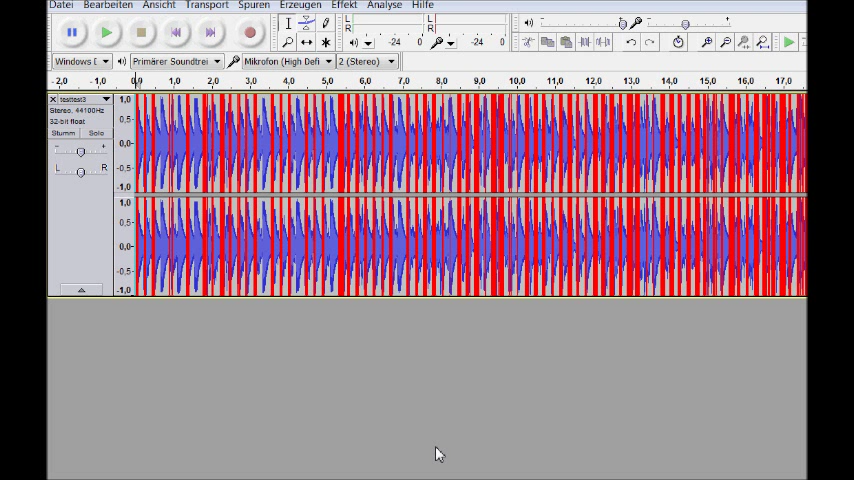 Datei Bearbeiten Ansicht Transport Spuren Erzeugen Effekt Analyse Hilfe
L L
R R
-24 0 -24 0
Windows D Primärer Soundtrei Mikrofon (High Defi 2 (Stereo)
-2,0 -1,0 0,0 1,0 2,0 3,0 4,0 5,0 6,0 7,0 8,0 9,0 10,0 11,0 12,0 13,0 14,0 15,0 16,0 17,0
testtest3
Stereo, 44100Hz
32-bit float
Stumm Solo
- +
L R
1,0
0,5
0,0
-0,5
-1,0
1,0
0,5
0,0
-0,5
-1,0